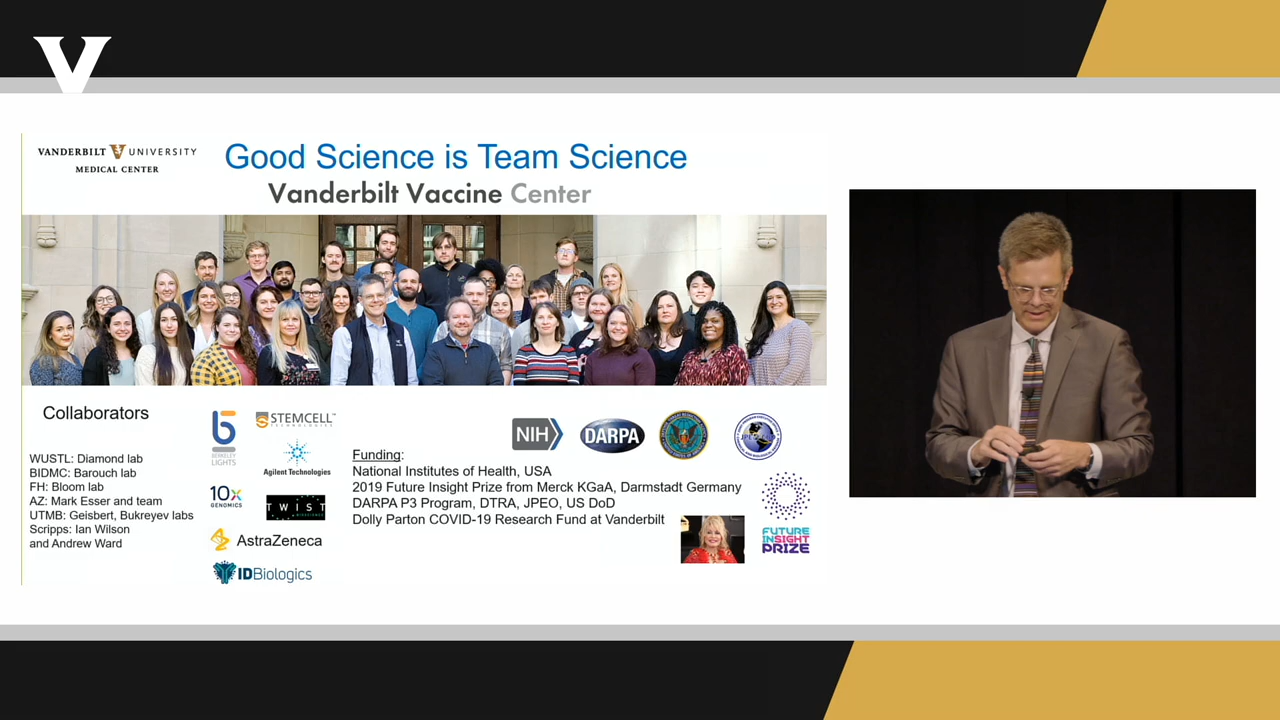 V
VANDERBILT V UNIVERSITY
MEDICAL CENTER
Good Science is Team Science
Vanderbilt Vaccine Center
Collaborators
WUSTL: Diamond lab
BIDMC: Barouch lab
FH: Bloom lab
AZ: Mark Esser and team
UTMB: Geisbert, Bukreyev labs
Scripps: Ian Wilson
and Andrew Ward
BERKELEY
LIGHTS
STEMCELL™
TECHNOLOGIES
Agilent Technologies
10X
GENOMICS
TWIST
BIOSCIENCE
AstraZeneca
IDBiologics
NIH
DARPA
Funding:
National Institutes of Health, USA
2019 Future Insight Prize from Merck KGaA, Darmstadt Germany
DARPA P3 Program, DTRA, JPEO, US DoD
Dolly Parton COVID-19 Research Fund at Vanderbilt
FUTURE
INSIGHT
PRIZE